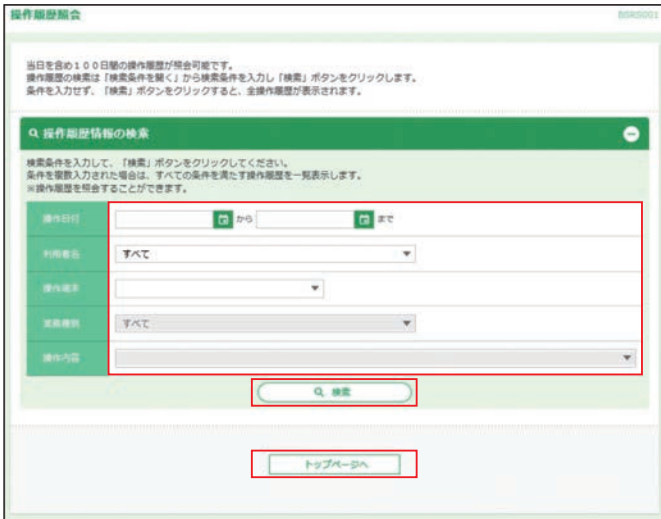 操作履歴照会
BSRS001
当日を含め１００日間の操作履歴が照会可能です。
操作履歴の検索は「検索条件を開く」から検索条件を入力し「検索」ボタンをクリックします。
条件を入力せず、「検索」ボタンをクリックすると、全操作履歴が表示されます。
操作履歴情報の検索
検索条件を入力して、「検索」ボタンをクリックしてください。
条件を複数入力された場合は、すべての条件を満たす操作履歴を一覧表示します。
※操作履歴を照会することができます。
操作日付
から
まで
利用者名
すべて
操作端末
業務種別
すべて
操作内容
検索
トップページへ